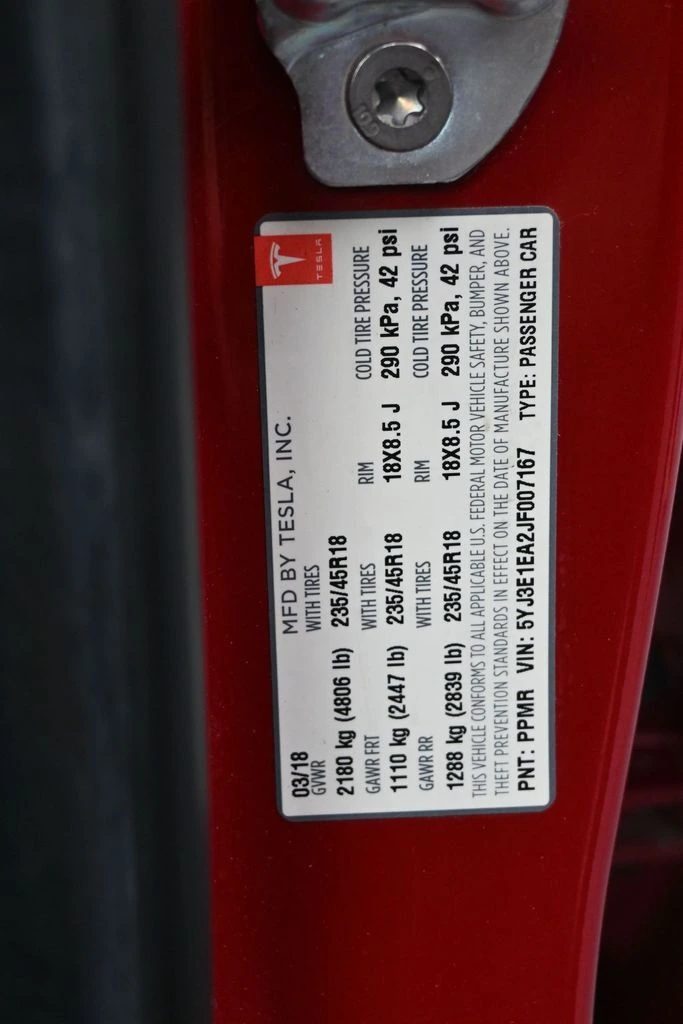 TESLA
03/18 MFD BY TESLA, INC.
GVWR WITH TIRES
2180 kg (4806 lb) 235/45R18
GAWR FRT WITH TIRES RIM COLD TIRE PRESSURE
1110 kg (2447 lb) 235/45R18 18X8.5 J 290 kPa, 42 psi
GAWR RR WITH TIRES RIM COLD TIRE PRESSURE
1288 kg (2839 lb) 235/45R18 18X8.5 J 290 kPa, 42 psi
THIS VEHICLE CONFORMS TO ALL APPLICABLE U.S. FEDERAL MOTOR VEHICLE SAFETY, BUMPER, AND
THEFT PREVENTION STANDARDS IN EFFECT ON THE DATE OF MANUFACTURE SHOWN ABOVE.
PNT: PPMR VIN: 5YJ3E1EA2JF007167 TYPE: PASSENGER CAR